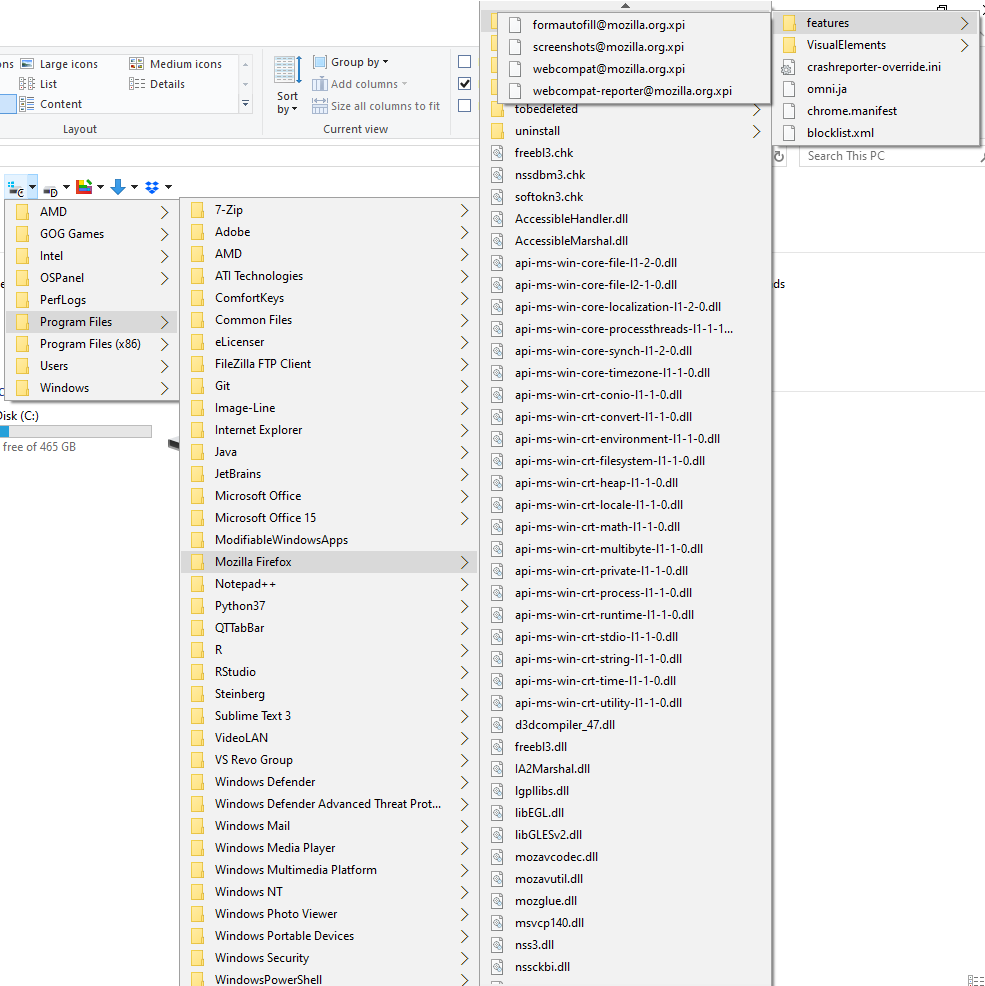 ons
Large icons
Medium icons
List
Details
Content
Layout
Sort
by
Group by
Add columns
Size all columns to fit
Current view
Search This PC
AMD
GOG Games
Intel
OSPanel
PerfLogs
Program Files
Program Files (x86)
Users
Windows
Disk (C:)
free of 465 GB
7-Zip
Adobe
AMD
ATI Technologies
ComfortKeys
Common Files
eLicenser
FileZilla FTP Client
Git
Image-Line
Internet Explorer
Java
JetBrains
Microsoft Office
Microsoft Office 15
ModifiableWindowsApps
Mozilla Firefox
Notepad++
Python37
QTTabBar
R
RStudio
Steinberg
Sublime Text 3
VideoLAN
VS Revo Group
Windows Defender
Windows Defender Advanced Threat Prot...
Windows Mail
Windows Media Player
Windows Multimedia Platform
Windows NT
Windows Photo Viewer
Windows Portable Devices
Windows Security
WindowsPowerShell
formautofill@mozilla.org.xpi
screenshots@mozilla.org.xpi
webcompat@mozilla.org.xpi
webcompat-reporter@mozilla.org.xpi
tobedeleted
uninstall
freebl3.chk
nssdbm3.chk
softokn3.chk
AccessibleHandler.dll
AccessibleMarshal.dll
api-ms-win-core-file-l1-2-0.dll
api-ms-win-core-file-l2-1-0.dll
api-ms-win-core-localization-l1-2-0.dll
api-ms-win-core-processthreads-l1-1-1...
api-ms-win-core-synch-l1-2-0.dll
api-ms-win-core-timezone-l1-1-0.dll
api-ms-win-crt-conio-l1-1-0.dll
api-ms-win-crt-convert-l1-1-0.dll
api-ms-win-crt-environment-l1-1-0.dll
api-ms-win-crt-filesystem-l1-1-0.dll
api-ms-win-crt-heap-l1-1-0.dll
api-ms-win-crt-locale-l1-1-0.dll
api-ms-win-crt-math-l1-1-0.dll
api-ms-win-crt-multibyte-l1-1-0.dll
api-ms-win-crt-private-l1-1-0.dll
api-ms-win-crt-process-l1-1-0.dll
api-ms-win-crt-runtime-l1-1-0.dll
api-ms-win-crt-stdio-l1-1-0.dll
api-ms-win-crt-string-l1-1-0.dll
api-ms-win-crt-time-l1-1-0.dll
api-ms-win-crt-utility-l1-1-0.dll
d3dcompiler_47.dll
freebl3.dll
IA2Marshal.dll
lgpllibs.dll
libEGL.dll
libGLESv2.dll
mozavcodec.dll
mozavutil.dll
mozglue.dll
msvcp140.dll
nss3.dll
nssckbi.dll
features
VisualElements
crashreporter-override.ini
omni.ja
chrome.manifest
blocklist.xml
ds